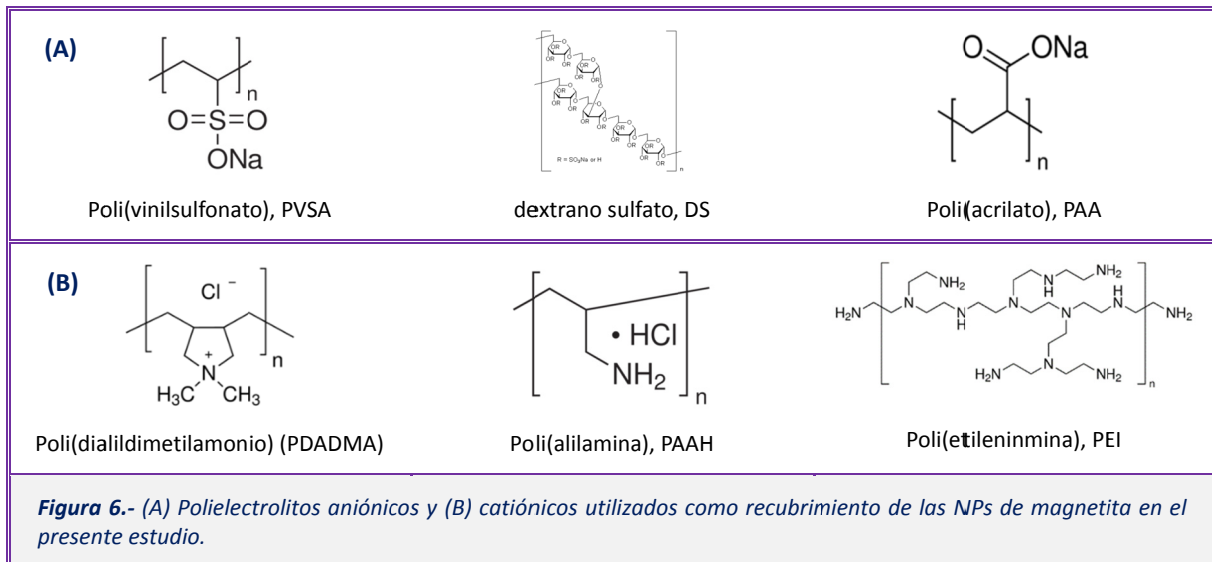 (A)
n
O=S=O
ONa
Poli(vinilsulfonato), PVSA
RO
OR
R = SO₃Na or H
n
dextrano sulfato, DS
O
ONa
n
Poli(acrilato), PAA
(B)
Cl⁻
N⁺
H₃C
CH₃
n
Poli(dialildimetilamonio) (PDADMA)
• HCl
NH₂
n
Poli(alilamina), PAAH
NH₂
H
N
NH₂
H₂N
N
N
H
N
N
H
N
NH₂
H₂N
N
NH₂
n
Poli(etileninmina), PEI
Figura 6.- (A) Polielectrolitos aniónicos y (B) catiónicos utilizados como recubrimiento de las NPs de magnetita en el
presente estudio.